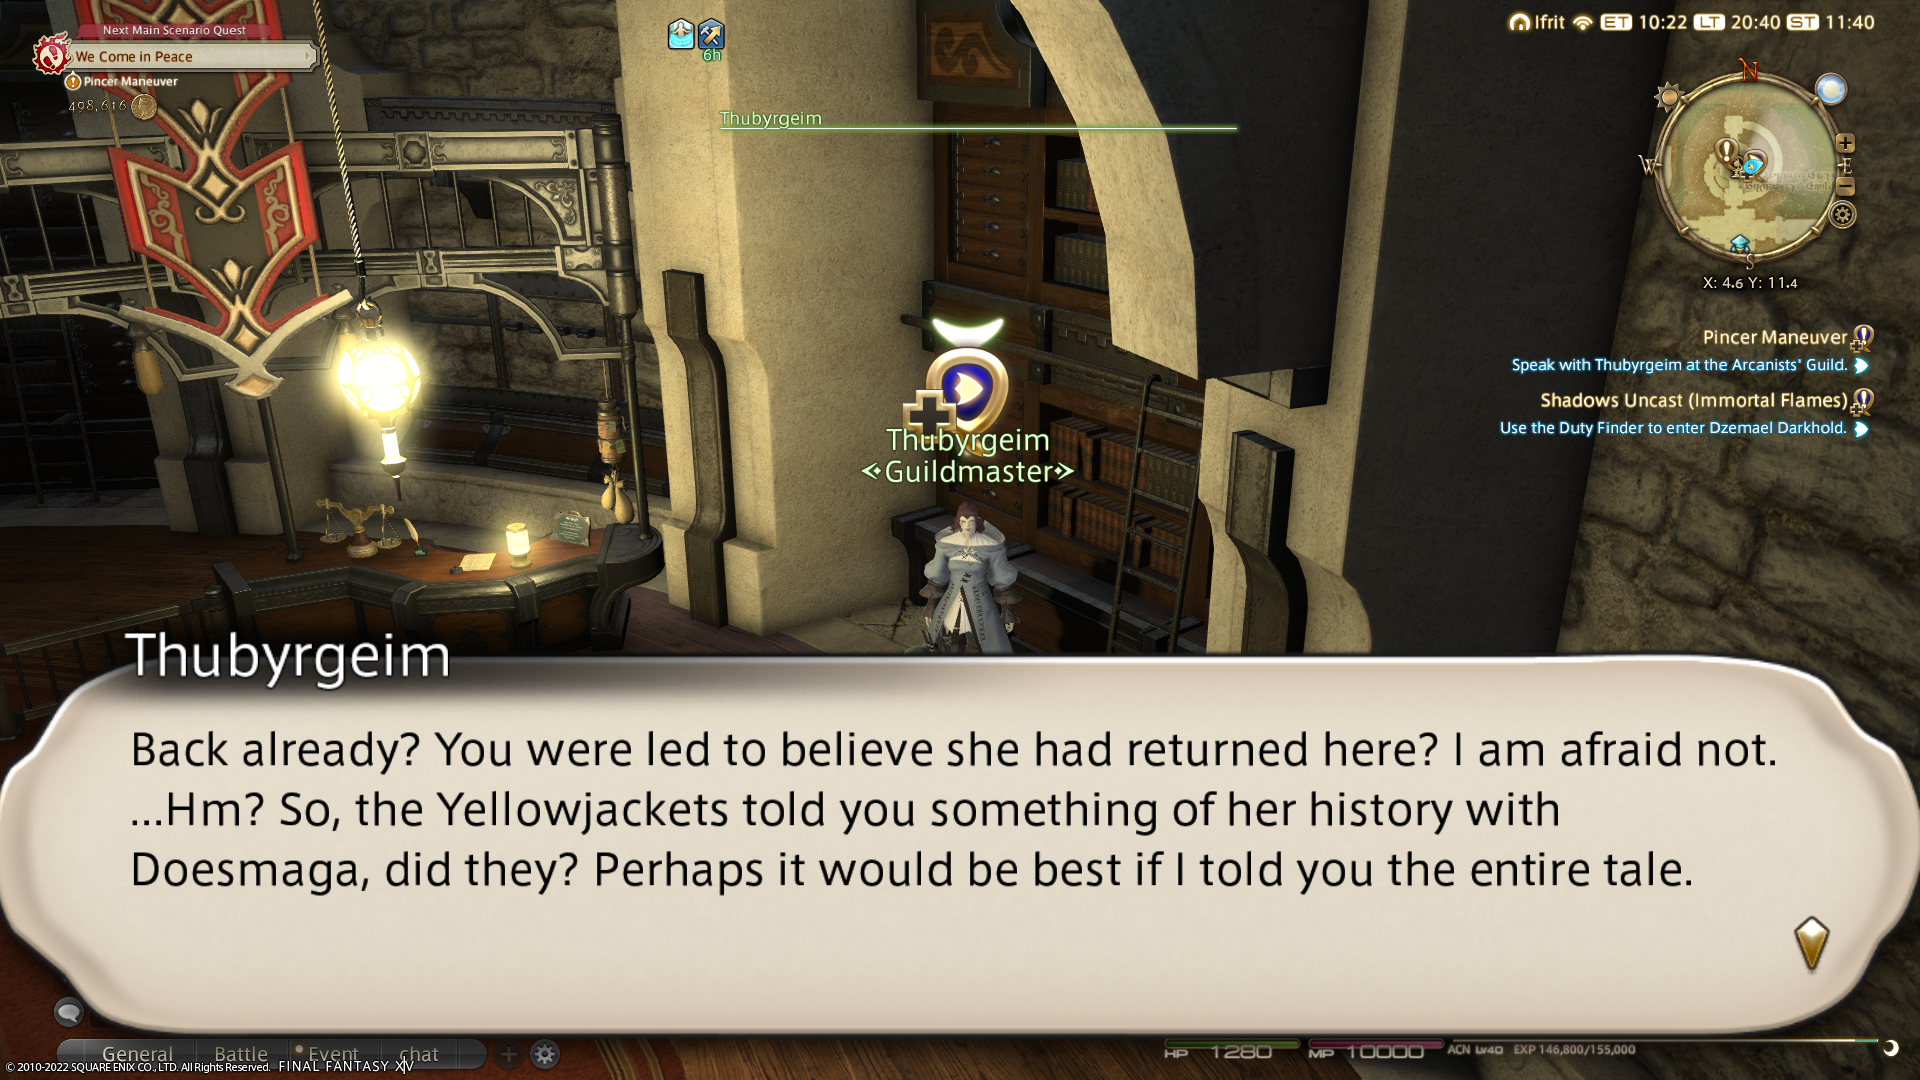 Next Main Scenario Quest
We Come in Peace
Pincer Maneuver
498,616
6h
Thubyrgeim
Ifrit ET 10:22 LT 20:40 ST 11:40
N
W
E
S
X: 4.6 Y: 11.4
Pincer Maneuver
Speak with Thubyrgeim at the Arcanists' Guild.
Shadows Uncast (Immortal Flames)
Use the Duty Finder to enter Dzemael Darkhold.
Thubyrgeim
Guildmaster
Thubyrgeim
Back already? You were led to believe she had returned here? I am afraid not.
...Hm? So, the Yellowjackets told you something of her history with
Doesmaga, did they? Perhaps it would be best if I told you the entire tale.
General Battle Event chat
HP 1280 MP 10000 ACN Lv40 EXP 146,800/155,000
© 2010-2022 SQUARE ENIX CO., LTD. All Rights Reserved. FINAL FANTASY XIV